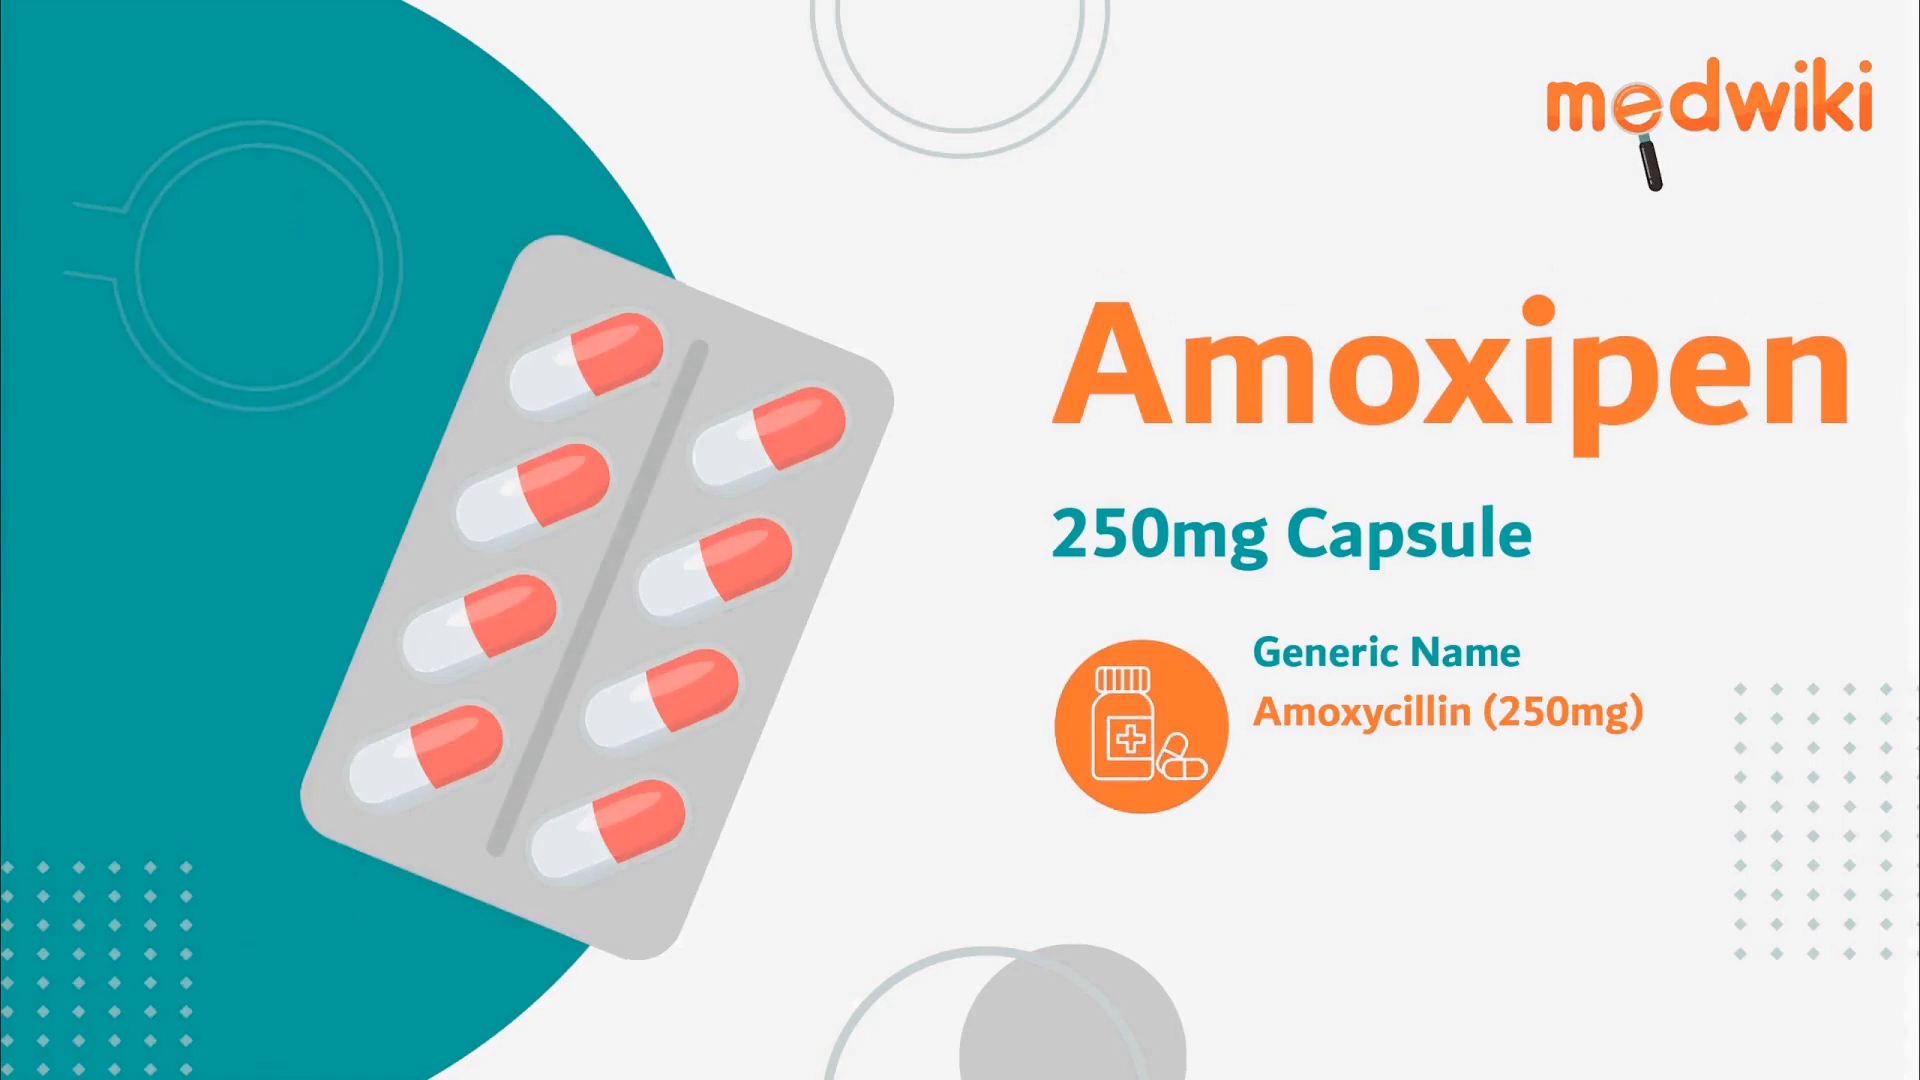 medwiki
Amoxipen
250mg Capsule
Generic Name
Amoxycillin (250mg)